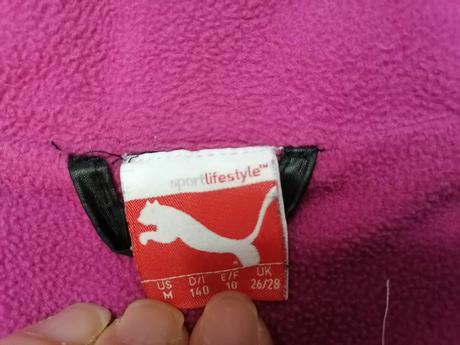 sportlifestyle™
US D/I E/F UK
M 140 10 26/28